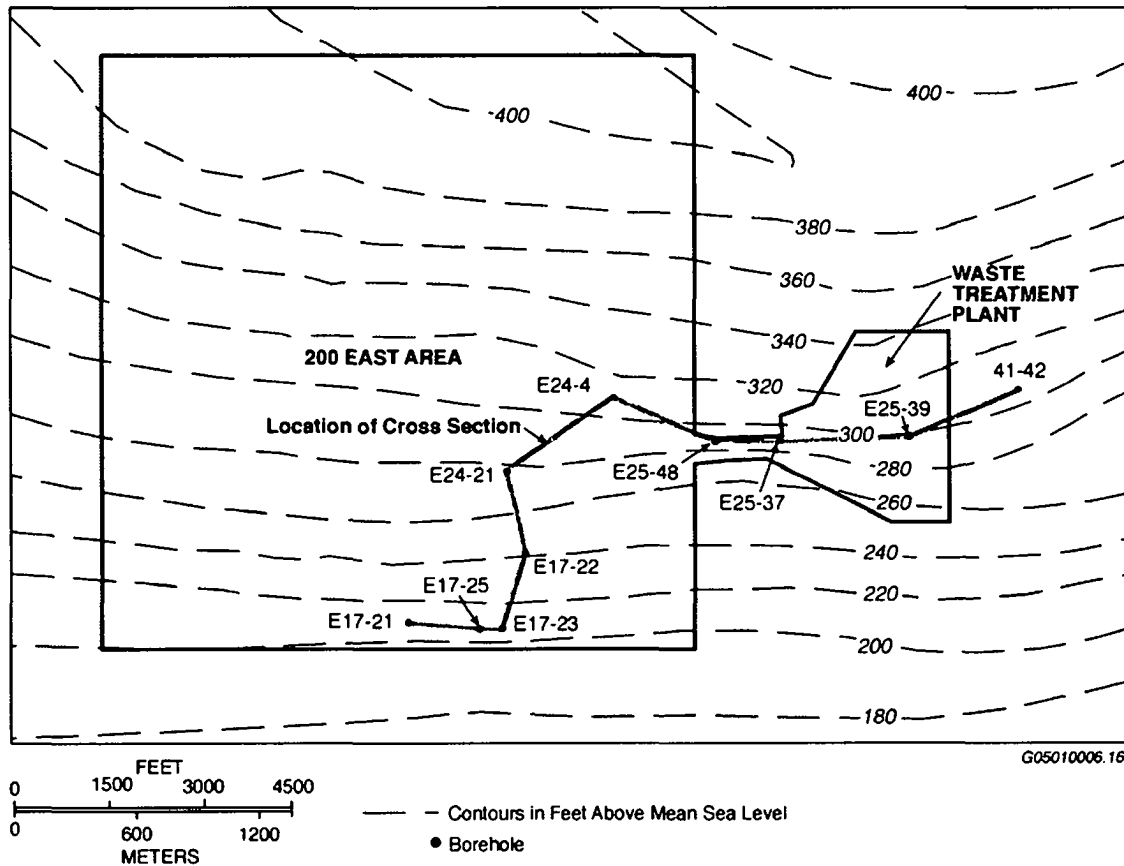 400
400
380
360
WASTE
TREATMENT
PLANT
340
200 EAST AREA
320
41-42
E24-4
E25-39
Location of Cross Section
300
E24-21
E25-48
280
E25-37
260
E17-22
240
E17-25
220
E17-21
E17-23
200
180
G05010006.16
FEET
0 1500 3000 4500
0 600 1200
METERS
Contours in Feet Above Mean Sea Level
Borehole